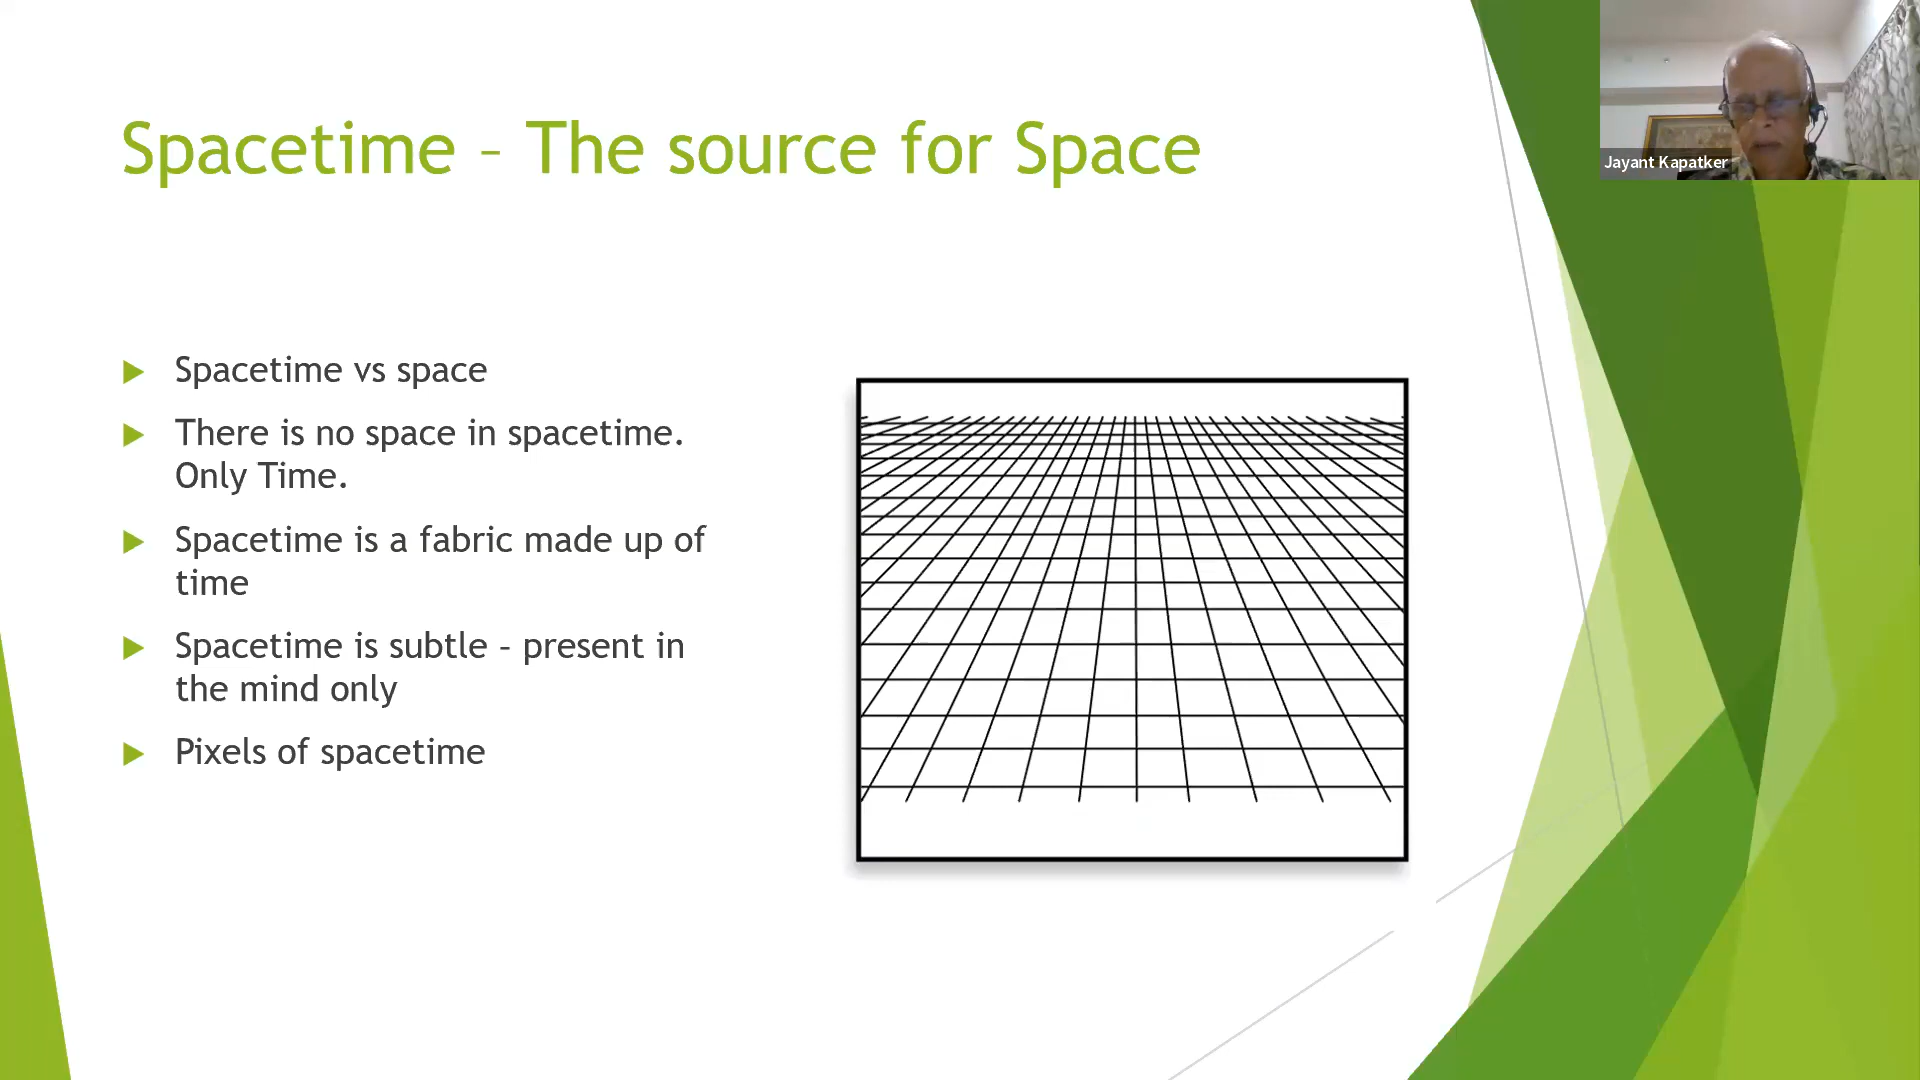 Spacetime – The source for Space
Jayant Kapatker
Spacetime vs space
There is no space in spacetime.
Only Time.
Spacetime is a fabric made up of
time
Spacetime is subtle – present in
the mind only
Pixels of spacetime